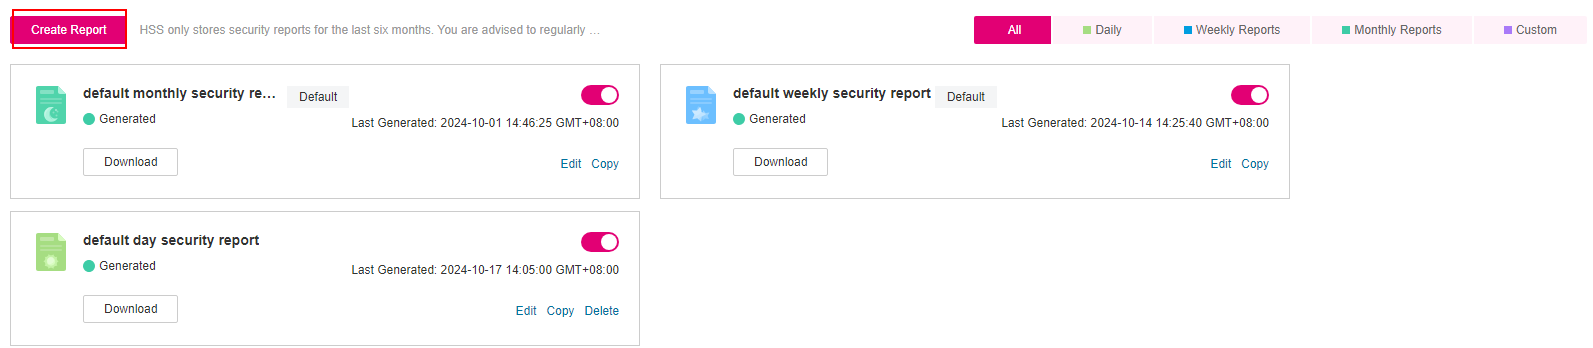 Create Report
HSS only stores security reports for the last six months. You are advised to regularly ...
All
Daily
Weekly Reports
Monthly Reports
Custom
default monthly security re...
Default
Generated
Last Generated: 2024-10-01 14:46:25 GMT+08:00
Download
Edit Copy
default weekly security report
Default
Generated
Last Generated: 2024-10-14 14:25:40 GMT+08:00
Download
Edit Copy
default day security report
Generated
Last Generated: 2024-10-17 14:05:00 GMT+08:00
Download
Edit Copy Delete